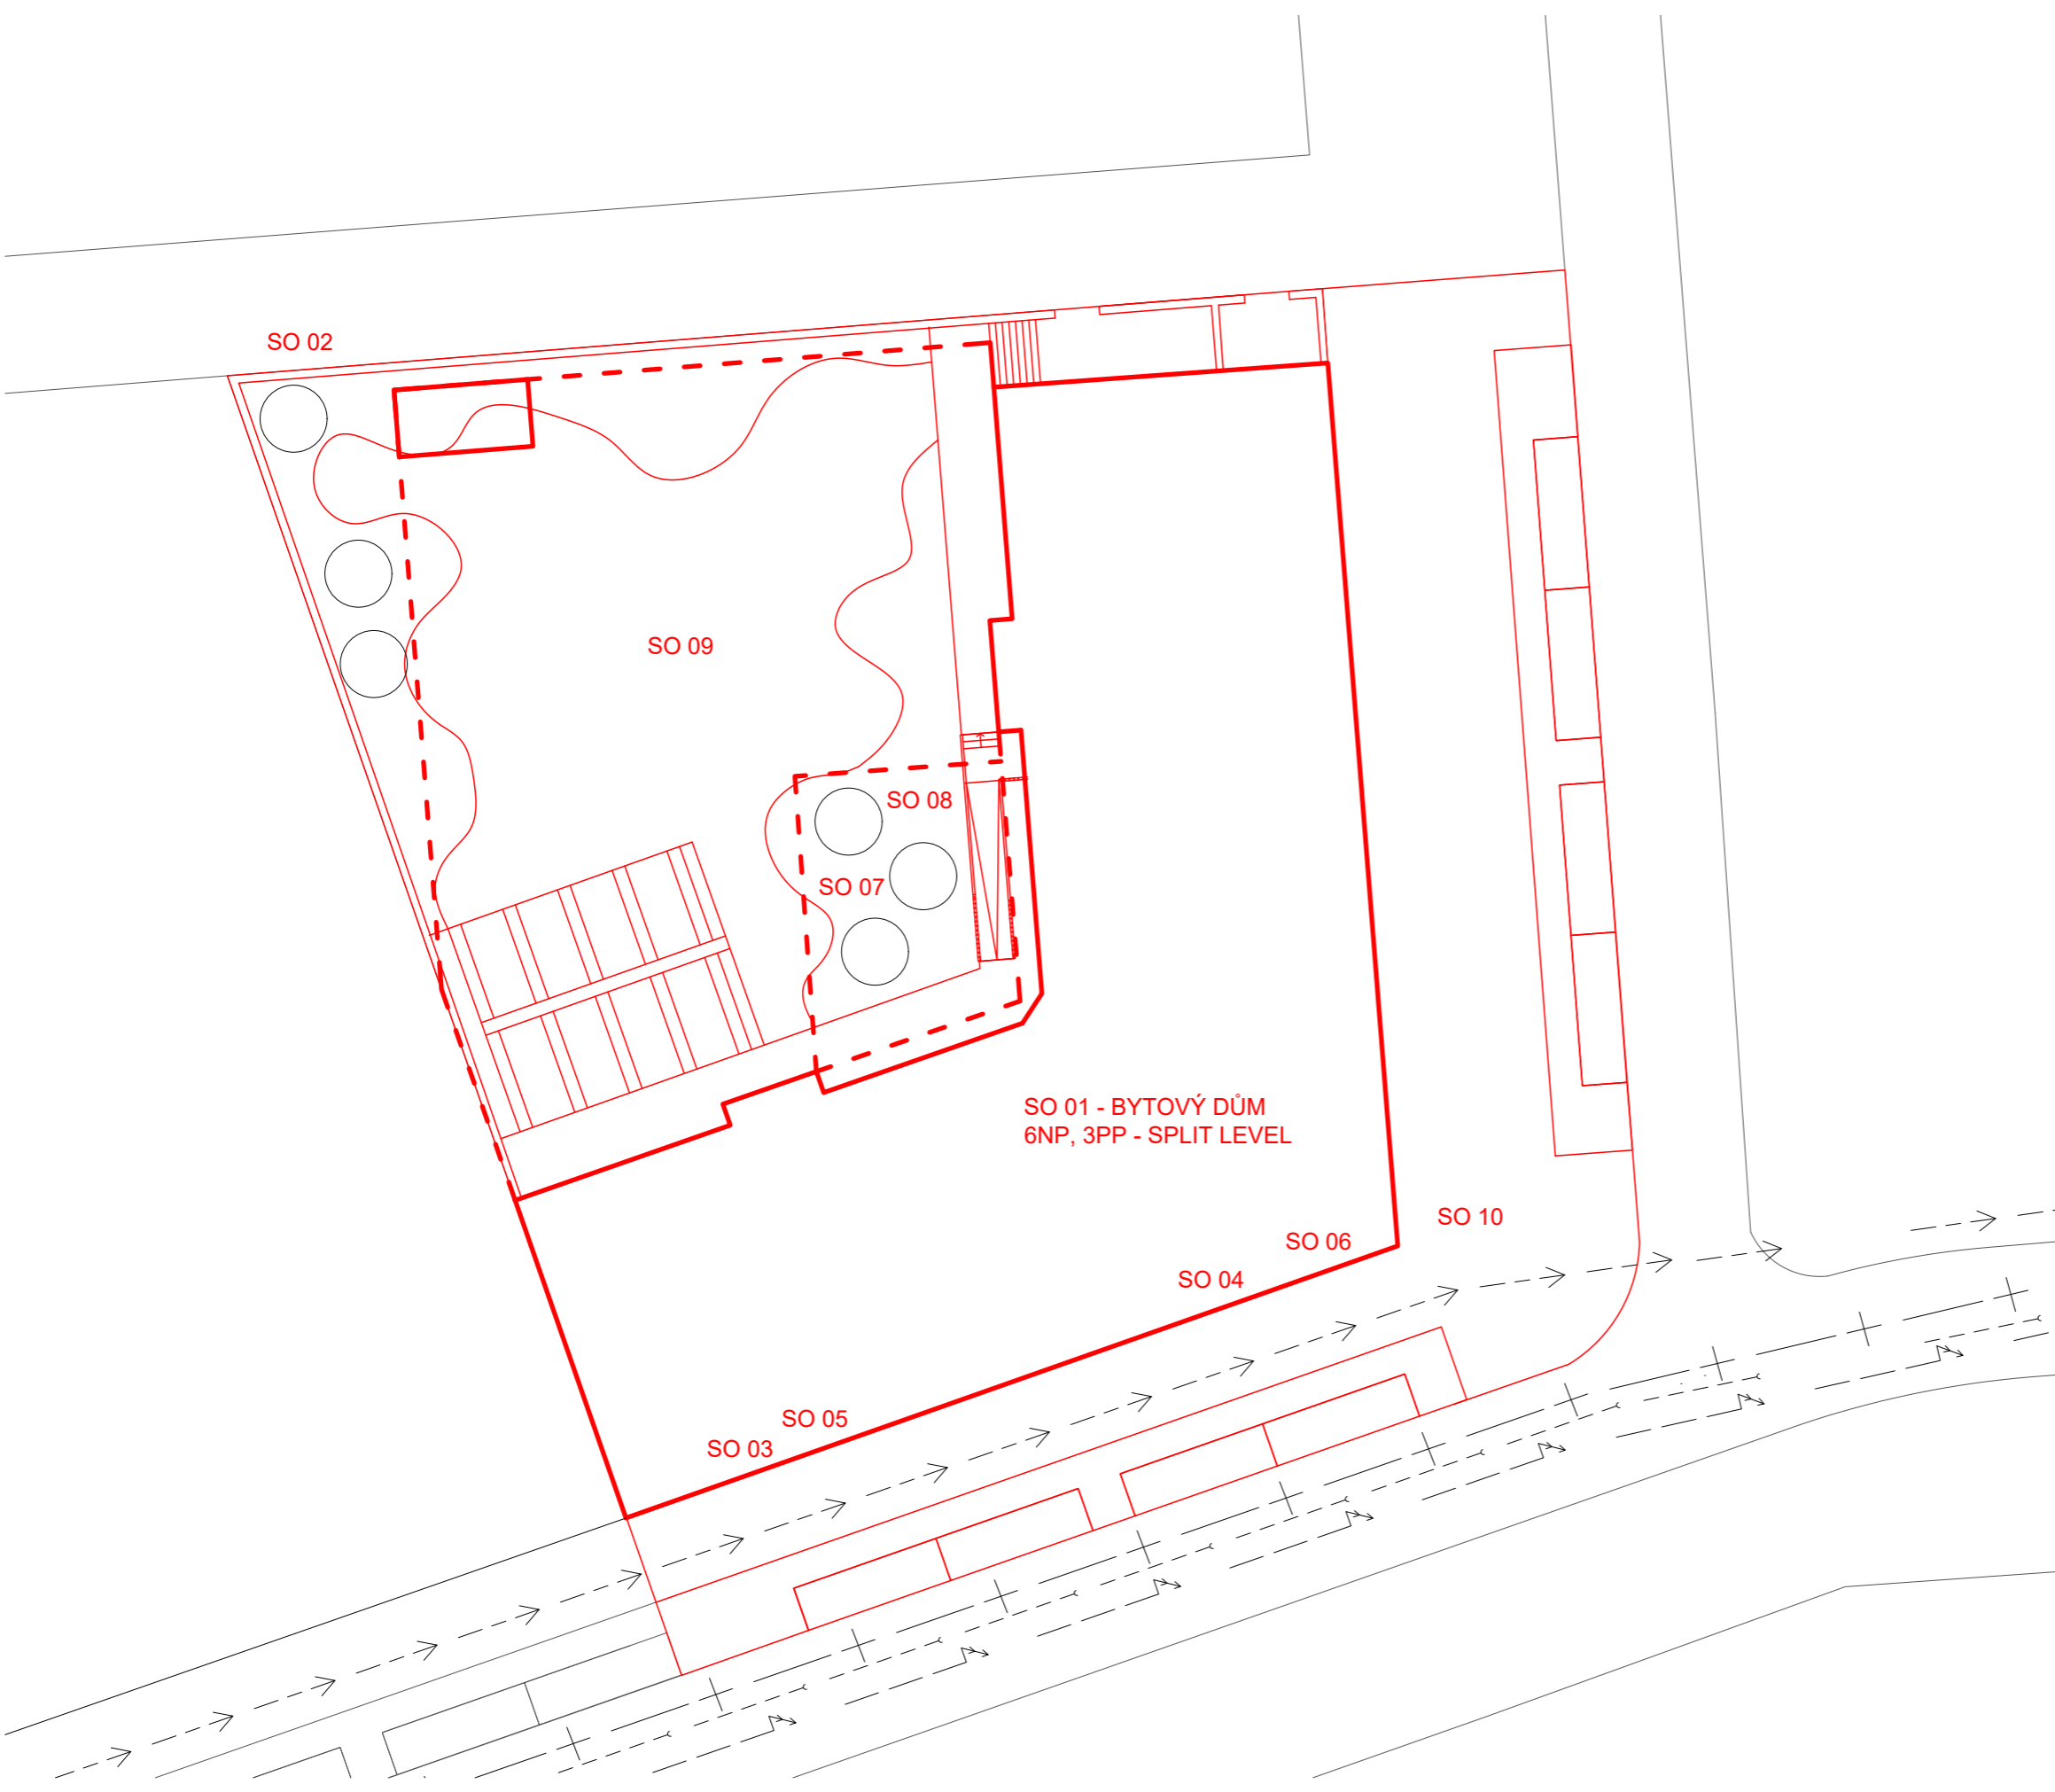 SO 02
SO 09
SO 08
SO 07
SO 01 - BYTOVÝ DŮM
6NP, 3PP - SPLIT LEVEL
SO 10
SO 06
SO 04
SO 05
SO 03